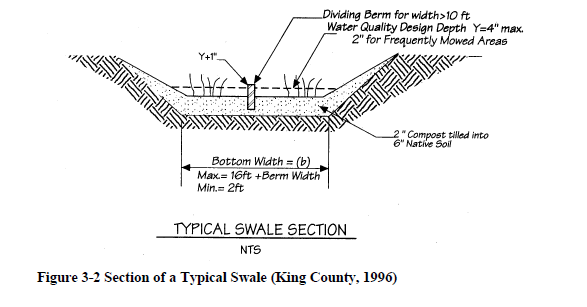 Dividing Berm for width>10 ft
Water Quality Design Depth Y=4" max.
2" for Frequently Mowed Areas
Y+1"
2" Compost tilled into
6" Native Soil
Bottom Width = (b)
Max.= 16ft +Berm Width
Min.= 2ft
TYPICAL SWALE SECTION
NTS
Figure 3-2 Section of a Typical Swale (King County, 1996)